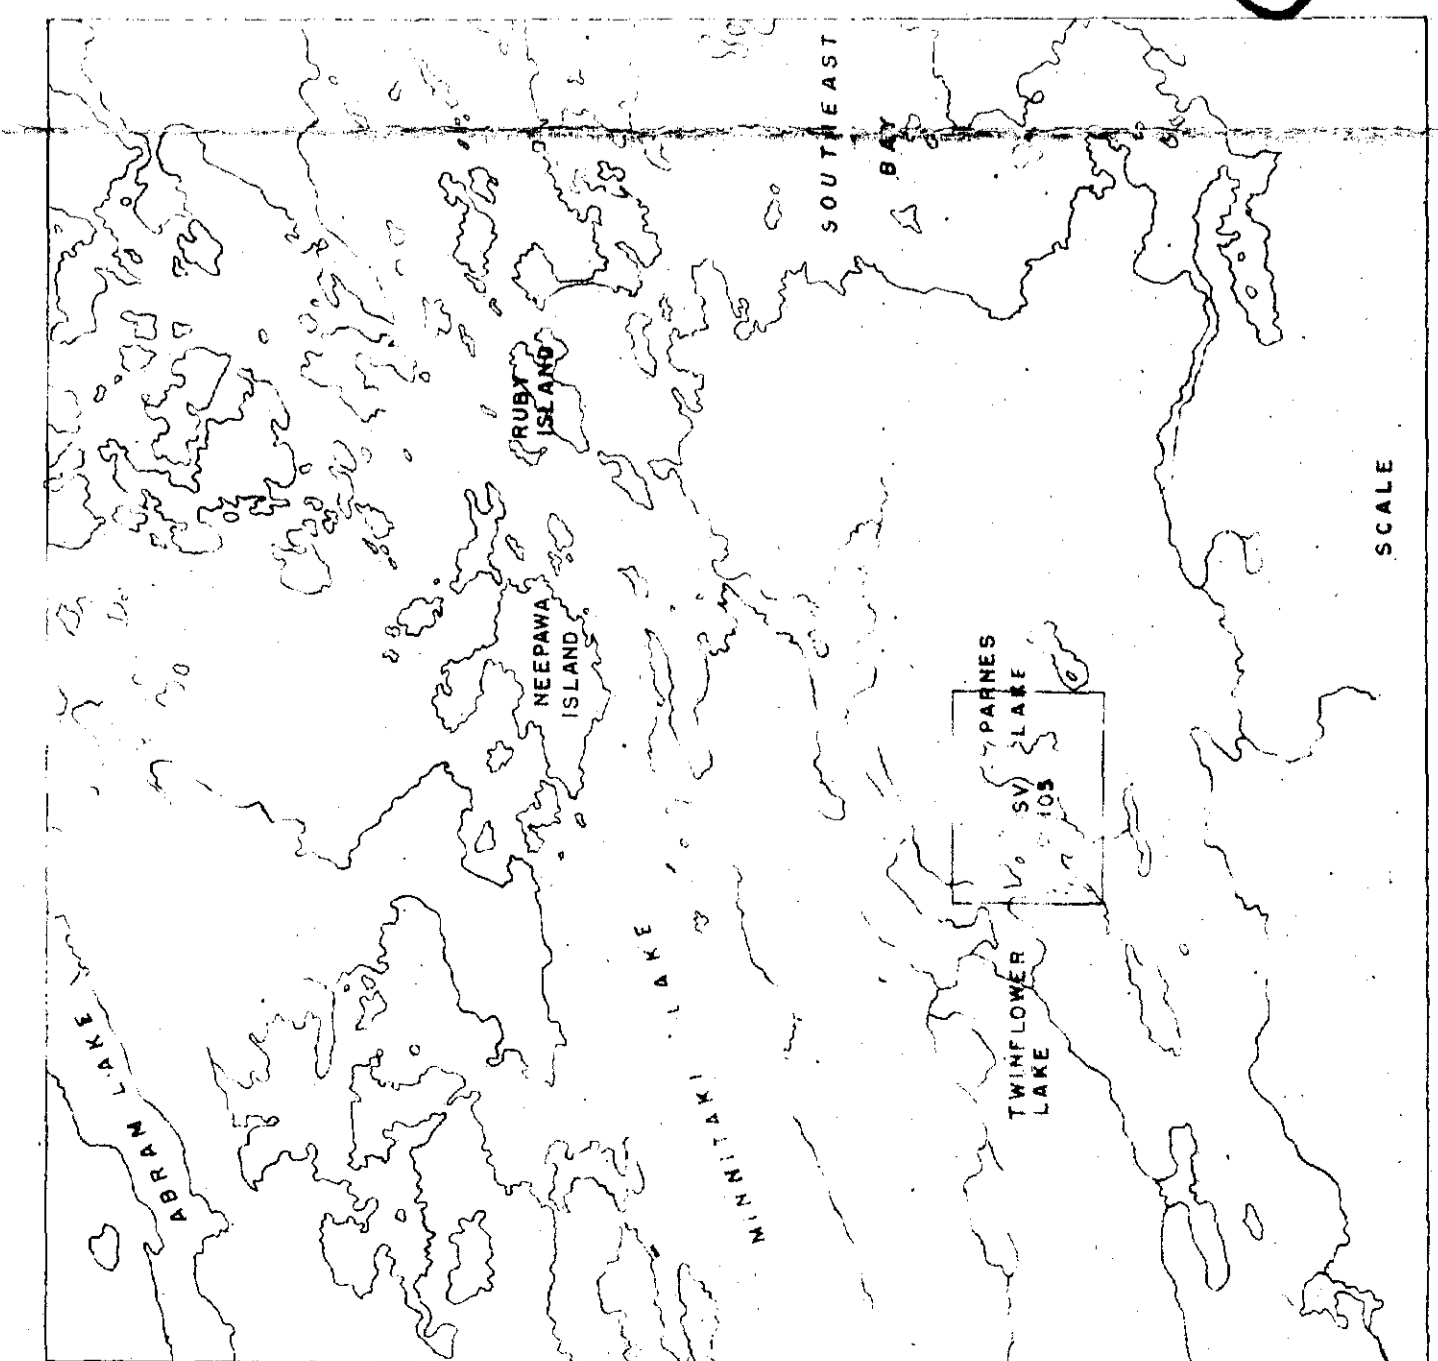 SOUTHEAST
BAY
RUBY
ISLAND
NEEPAWA
ISLAND
SCALE
PARNES
LAKE
SV
105
ABRAM LAKE
MINNITAKI LAKE
TWINFLOWER
LAKE